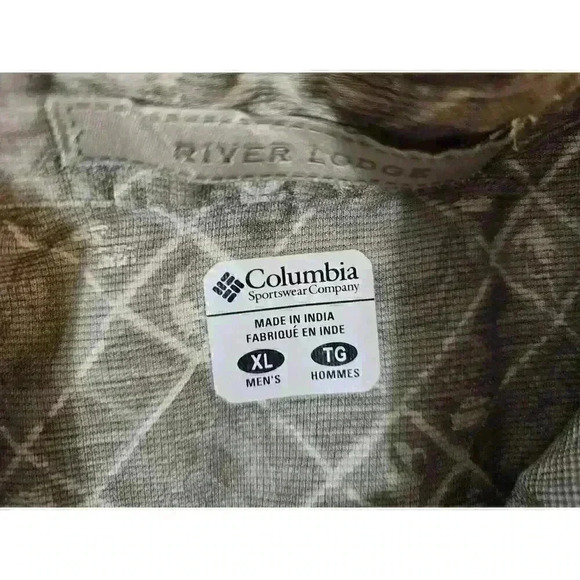 RIVER LODGE
Columbia
Sportswear Company
MADE IN INDIA
FABRIQUÉ EN INDE
XL TG
MEN'S HOMMES